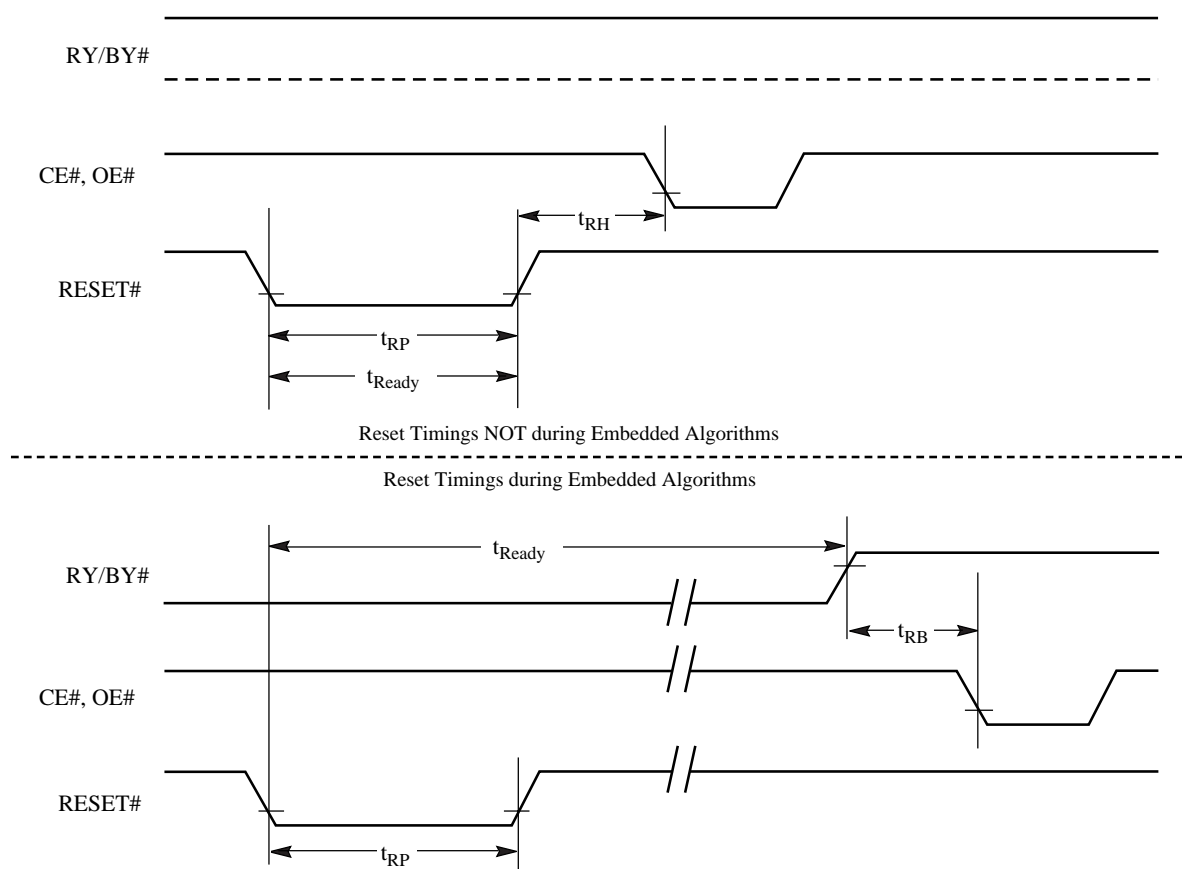 RY/BY#
CE#, OE#
tRH
RESET#
tRP
tReady
Reset Timings NOT during Embedded Algorithms
Reset Timings during Embedded Algorithms
tReady
RY/BY#
tRB
CE#, OE#
RESET#
tRP